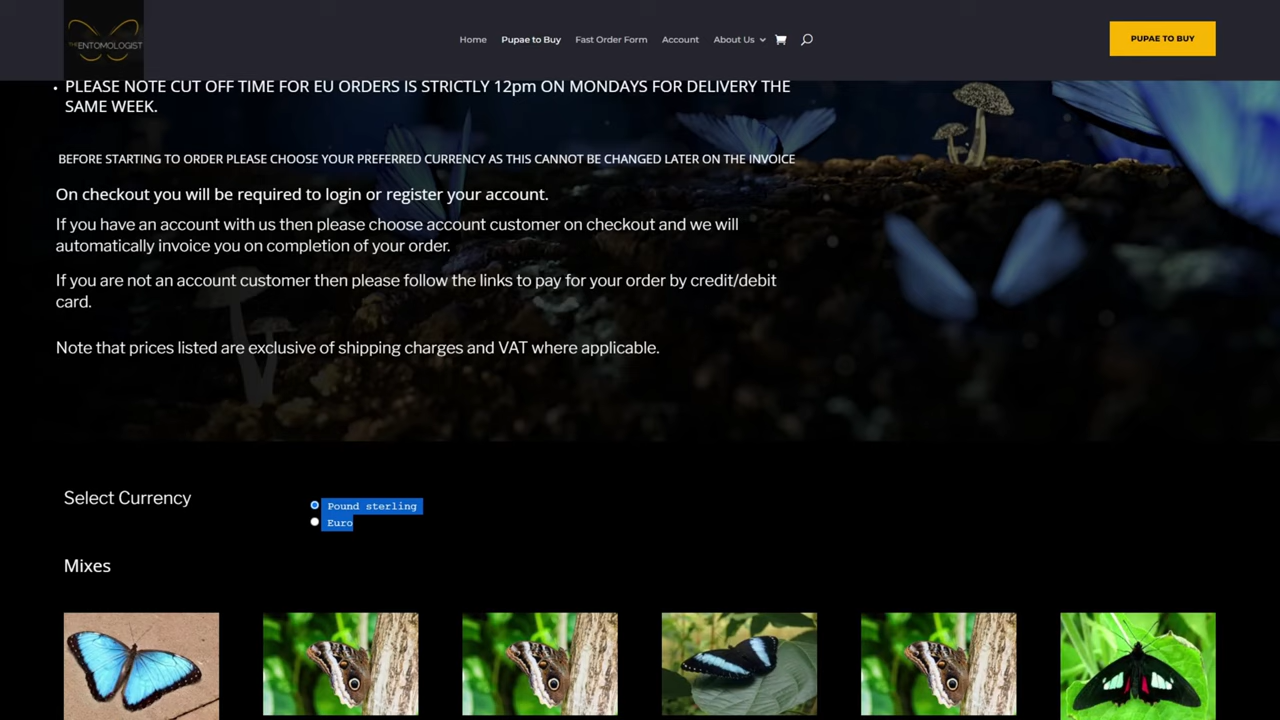 THE ENTOMOLOGIST
Home Pupae to Buy Fast Order Form Account About Us
PUPAE TO BUY
• PLEASE NOTE CUT OFF TIME FOR EU ORDERS IS STRICTLY 12pm ON MONDAYS FOR DELIVERY THE
SAME WEEK.
BEFORE STARTING TO ORDER PLEASE CHOOSE YOUR PREFERRED CURRENCY AS THIS CANNOT BE CHANGED LATER ON THE INVOICE
On checkout you will be required to login or register your account.
If you have an account with us then please choose account customer on checkout and we will
automatically invoice you on completion of your order.
If you are not an account customer then please follow the links to pay for your order by credit/debit
card.
Note that prices listed are exclusive of shipping charges and VAT where applicable.
Select Currency
Pound sterling
Euro
Mixes